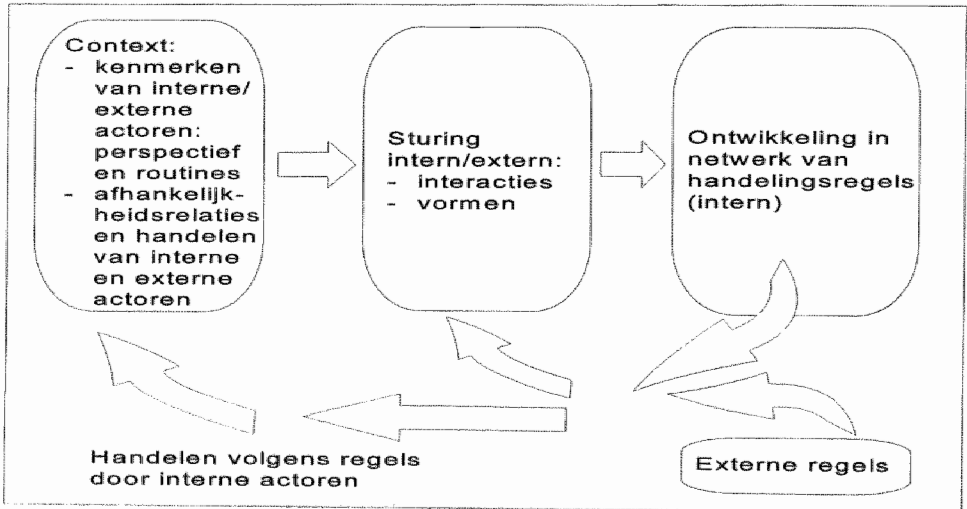 Context:
- kenmerken
van interne/
externe
actoren:
perspectief
en routines
- afhankelijk-
heidsrelaties
en handelen
van interne
en externe
actoren
Sturing
intern/extern:
- interacties
- vormen
Ontwikkeling in
netwerk van
handelingsregels
(intern)
Handelen volgens regels
door interne actoren
Externe regels